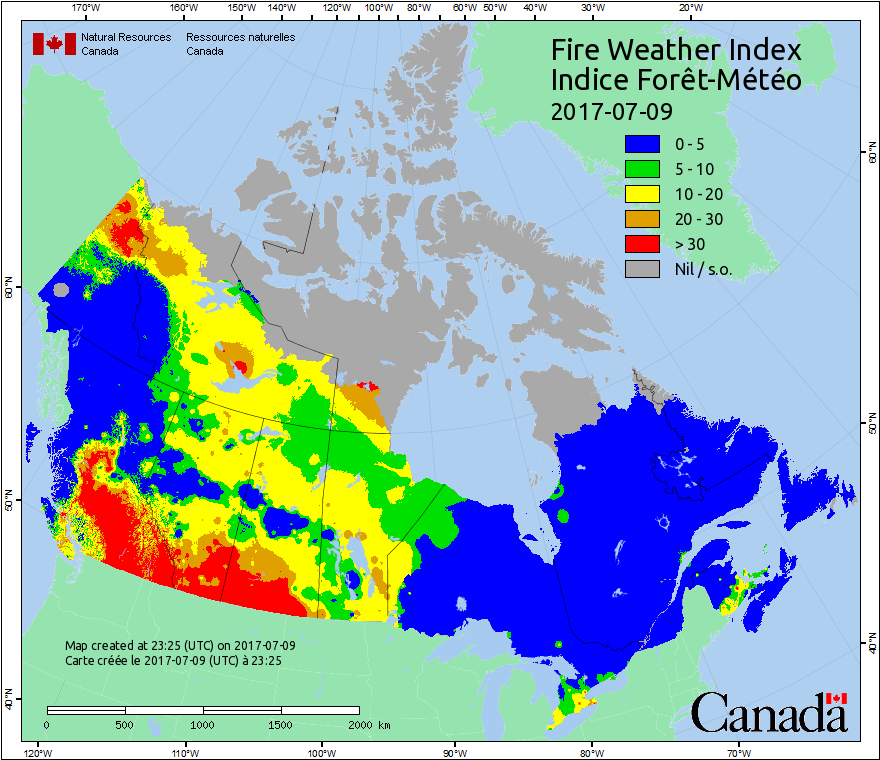 170°W 160°W 150°W 140°W 120°W 100°W 80°W 60°W 50°W 40°W 30°W 20°W
Natural Resources Canada
Ressources naturelles Canada
Fire Weather Index
Indice Forêt-Météo
2017-07-09
0 - 5
5 - 10
10 - 20
20 - 30
> 30
Nil / s.o.
60°N
60°N
50°N
50°N
40°N
40°N
Map created at 23:25 (UTC) on 2017-07-09
Carte créée le 2017-07-09 (UTC) à 23:25
0 500 1000 1500 2000 km
Canada
120°W 110°W 100°W 90°W 80°W 70°W